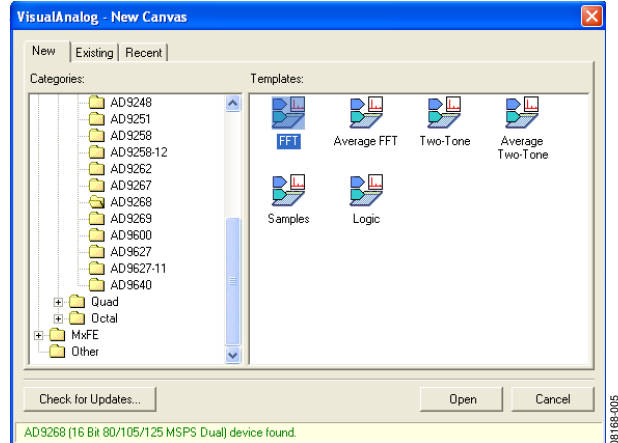 VisualAnalog - New Canvas
New
Existing
Recent
Categories:
Templates:
AD9248
AD9251
AD9258
AD9258-12
AD9262
AD9267
AD9268
AD9269
AD9600
AD9627
AD9627-11
AD9640
Quad
Octal
MxFE
Other
FFT
Average FFT
Two-Tone
Average
Two-Tone
Samples
Logic
Check for Updates...
Open
Cancel
AD9268 (16 Bit 80/105/125 MSPS Dual) device found.
08168-005